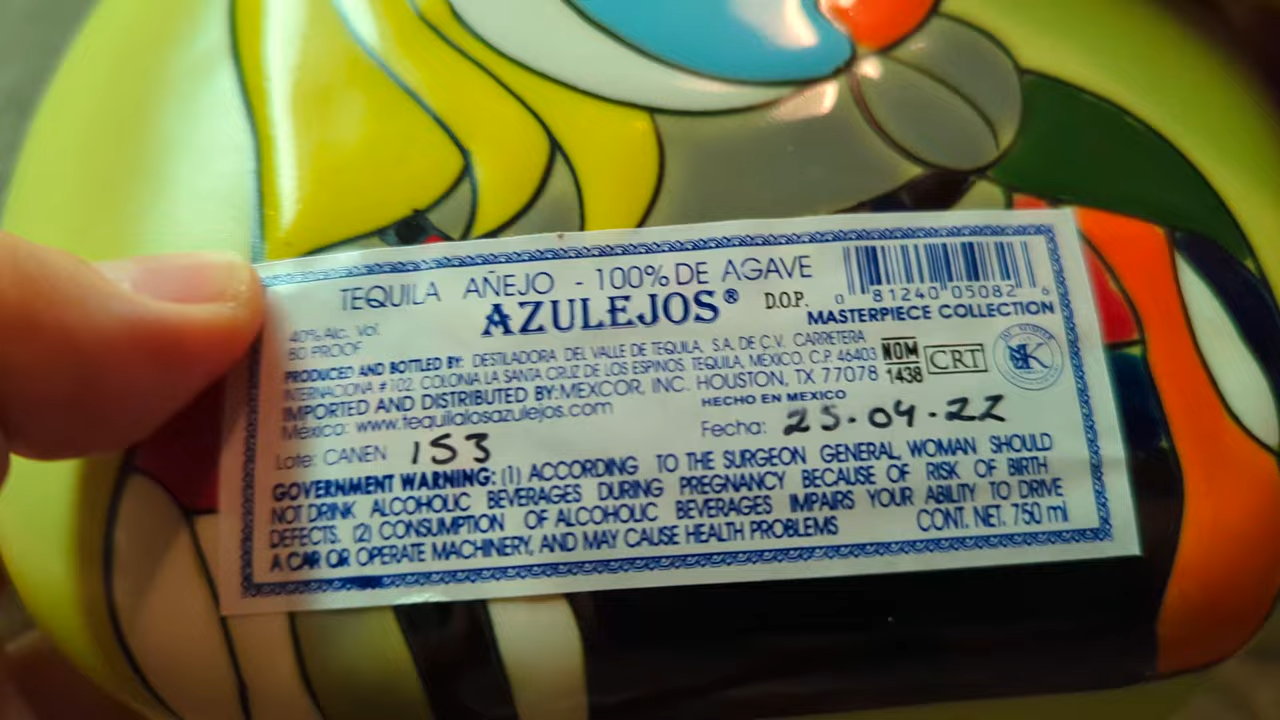 TEQUILA AÑEJO - 100% DE AGAVE
AZULEJOS® D.O.P.
0 81240 05082 6
MASTERPIECE COLLECTION
40% Alc. Vol.
80 PROOF
PRODUCED AND BOTTLED BY: DESTILADORA DEL VALLE DE TEQUILA, S.A. DE C.V. CARRETERA
INTERNACIONA #102. COLONIA LA SANTA CRUZ DE LOS ESPINOS. TEQUILA, MEXICO, C.P. 46403
IMPORTED AND DISTRIBUTED BY:MEXCOR, INC. HOUSTON, TX 77078
NOM
1438
CRT
K
México: www.tequilalosazulejos.com
HECHO EN MEXICO
Lote: CANEN 153
Fecha: 25-04-22
GOVERNMENT WARNING: (1) ACCORDING TO THE SURGEON GENERAL, WOMAN SHOULD
NOT DRINK ALCOHOLIC BEVERAGES DURING PREGNANCY BECAUSE OF RISK OF BIRTH
DEFECTS. (2) CONSUMPTION OF ALCOHOLIC BEVERAGES IMPAIRS YOUR ABILITY TO DRIVE
A CAR OR OPERATE MACHINERY, AND MAY CAUSE HEALTH PROBLEMS
CONT. NET. 750 ml